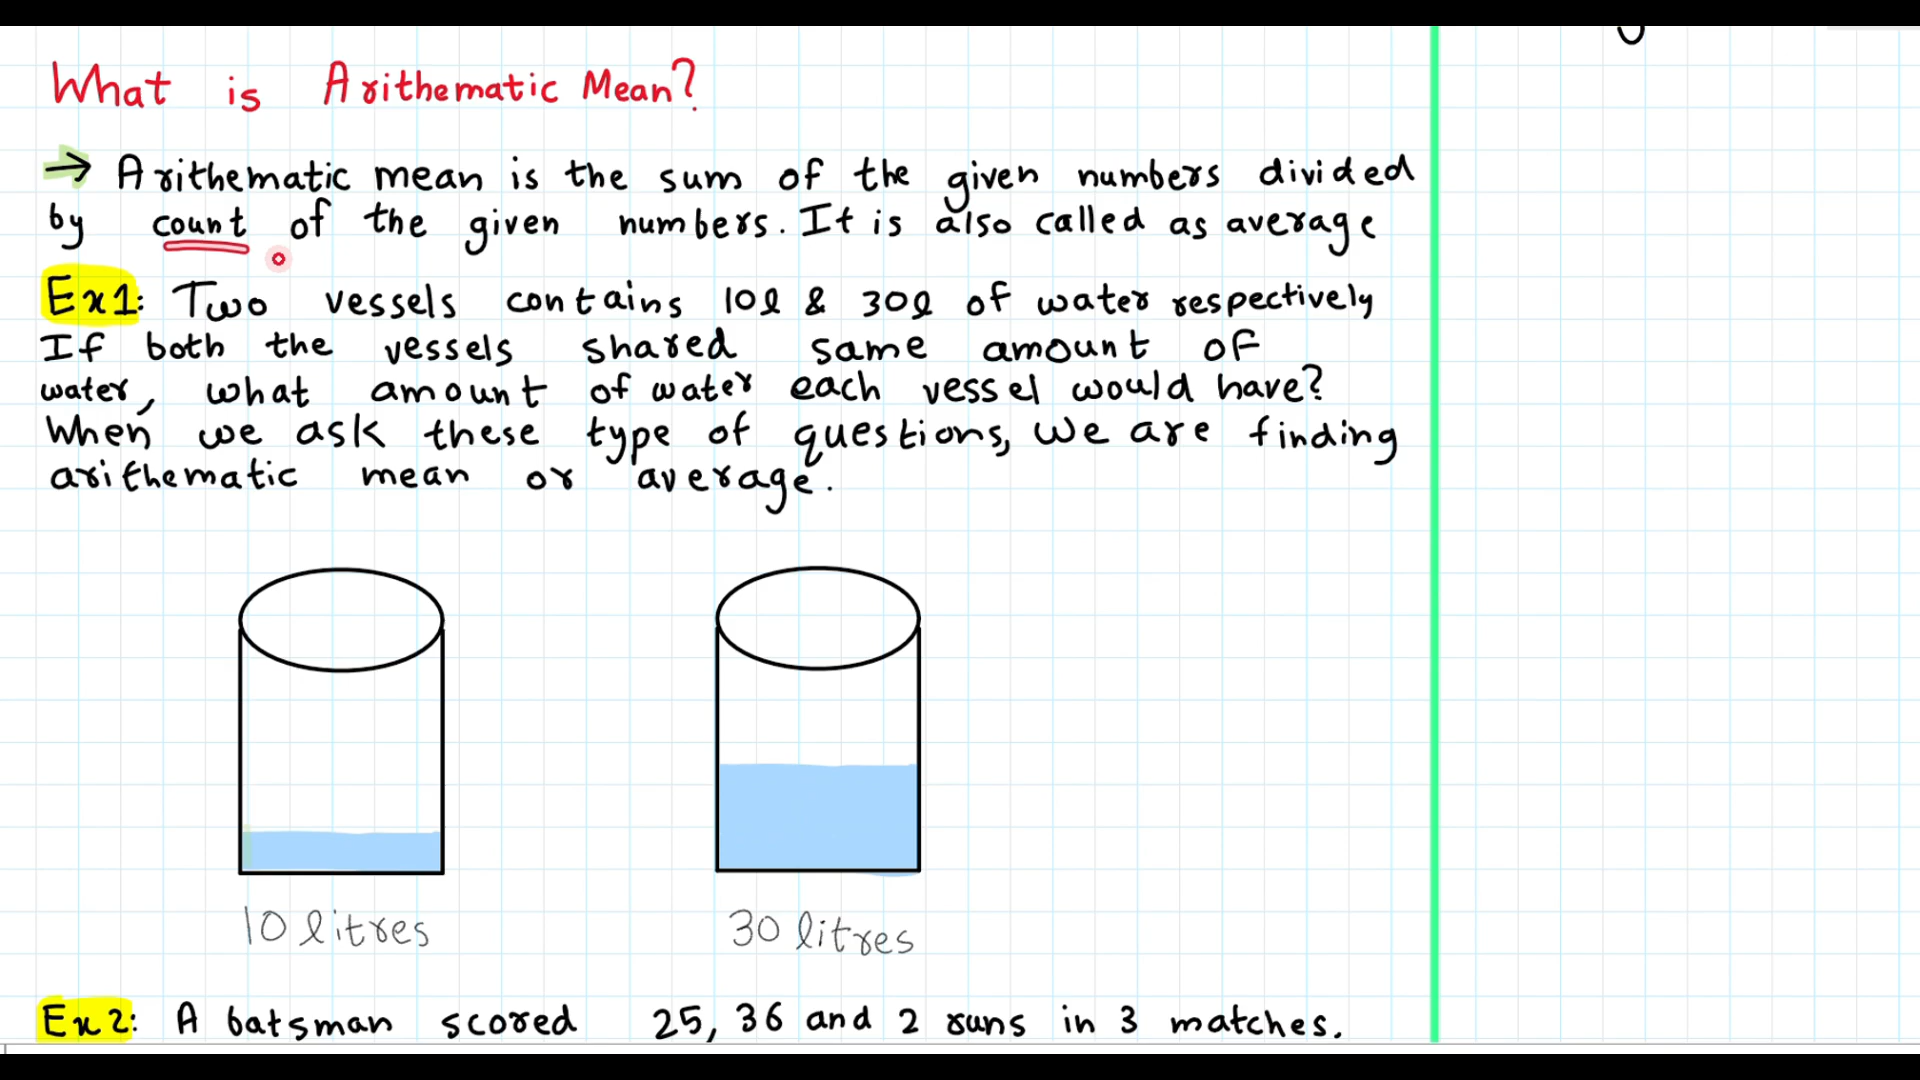 What is Arithematic Mean?
→ Arithematic mean is the sum of the given numbers divided
by count of the given numbers. It is also called as average
Ex1: Two vessels contains 10l & 30l of water respectively
If both the vessels shared same amount of
water, what amount of water each vessel would have?
When we ask these type of questions, we are finding
arithematic mean or average.
10 litres
30 litres
Ex2: A batsman scored 25, 36 and 2 runs in 3 matches.